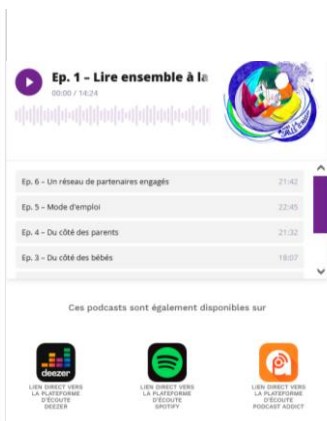 Ep. 1 – Lire ensemble à la
00:00 / 14:24
Ep. 6 – Un réseau de partenaires engagés 21:42
Ep. 5 – Mode d'emploi 22:45
Ep. 4 – Du côté des parents 21:32
Ep. 3 – Du côté des bébés 18:07
Ces podcasts sont également disponibles sur
deezer
LIEN DIRECT VERS
LA PLATEFORME
D'ÉCOUTE
DEEZER
LIEN DIRECT VERS
LA PLATEFORME
D'ÉCOUTE
SPOTIFY
LIEN DIRECT VERS
LA PLATEFORME
D'ÉCOUTE
PODCAST ADDICT